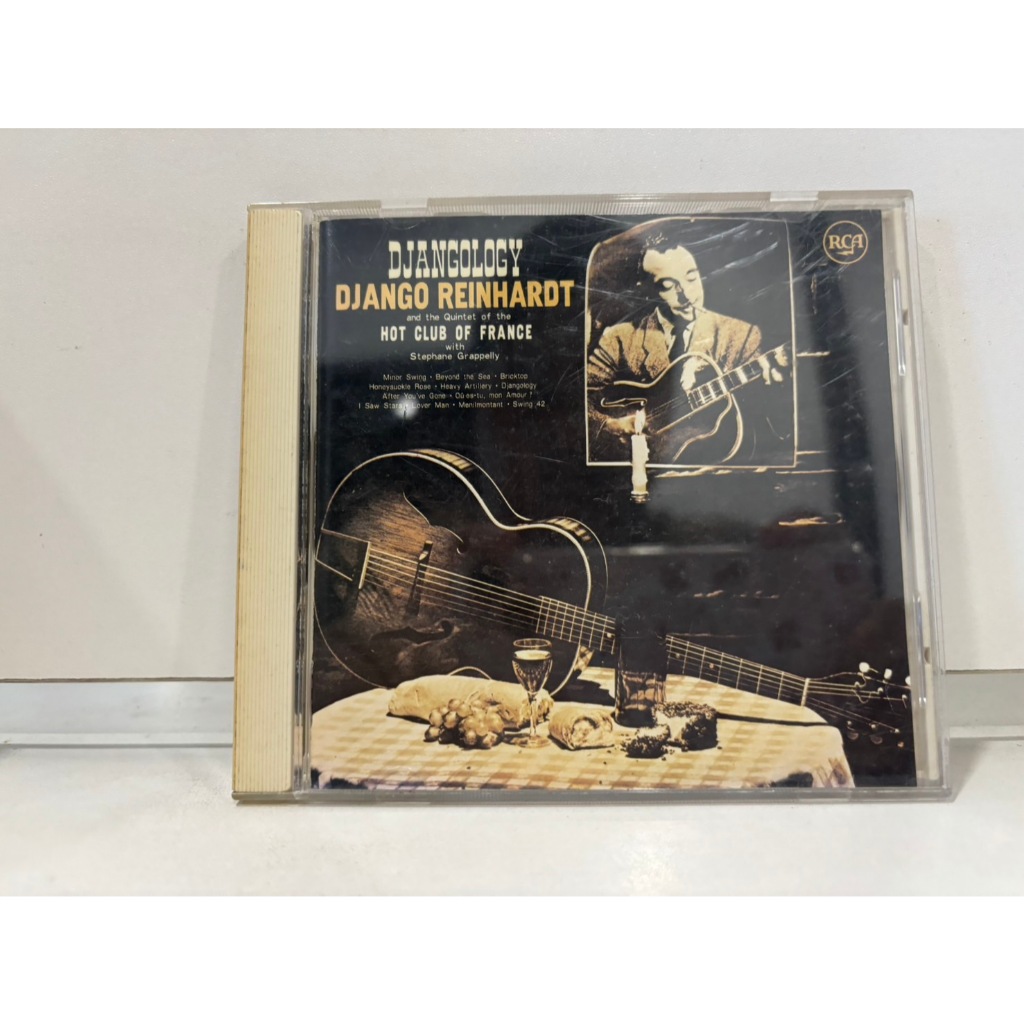 DJANGOLOGY
DJANGO REINHARDT
and the Quintet of the
HOT CLUB OF FRANCE
with
Stephane Grappelly
Minor Swing • Beyond the Sea • Bricktop
Honeysuckle Rose • Heavy Artillery • Djangology
After You've Gone • Où es-tu, mon Amour ?
I Saw Stars • Lover Man • Menilmontant • Swing 42
RCA